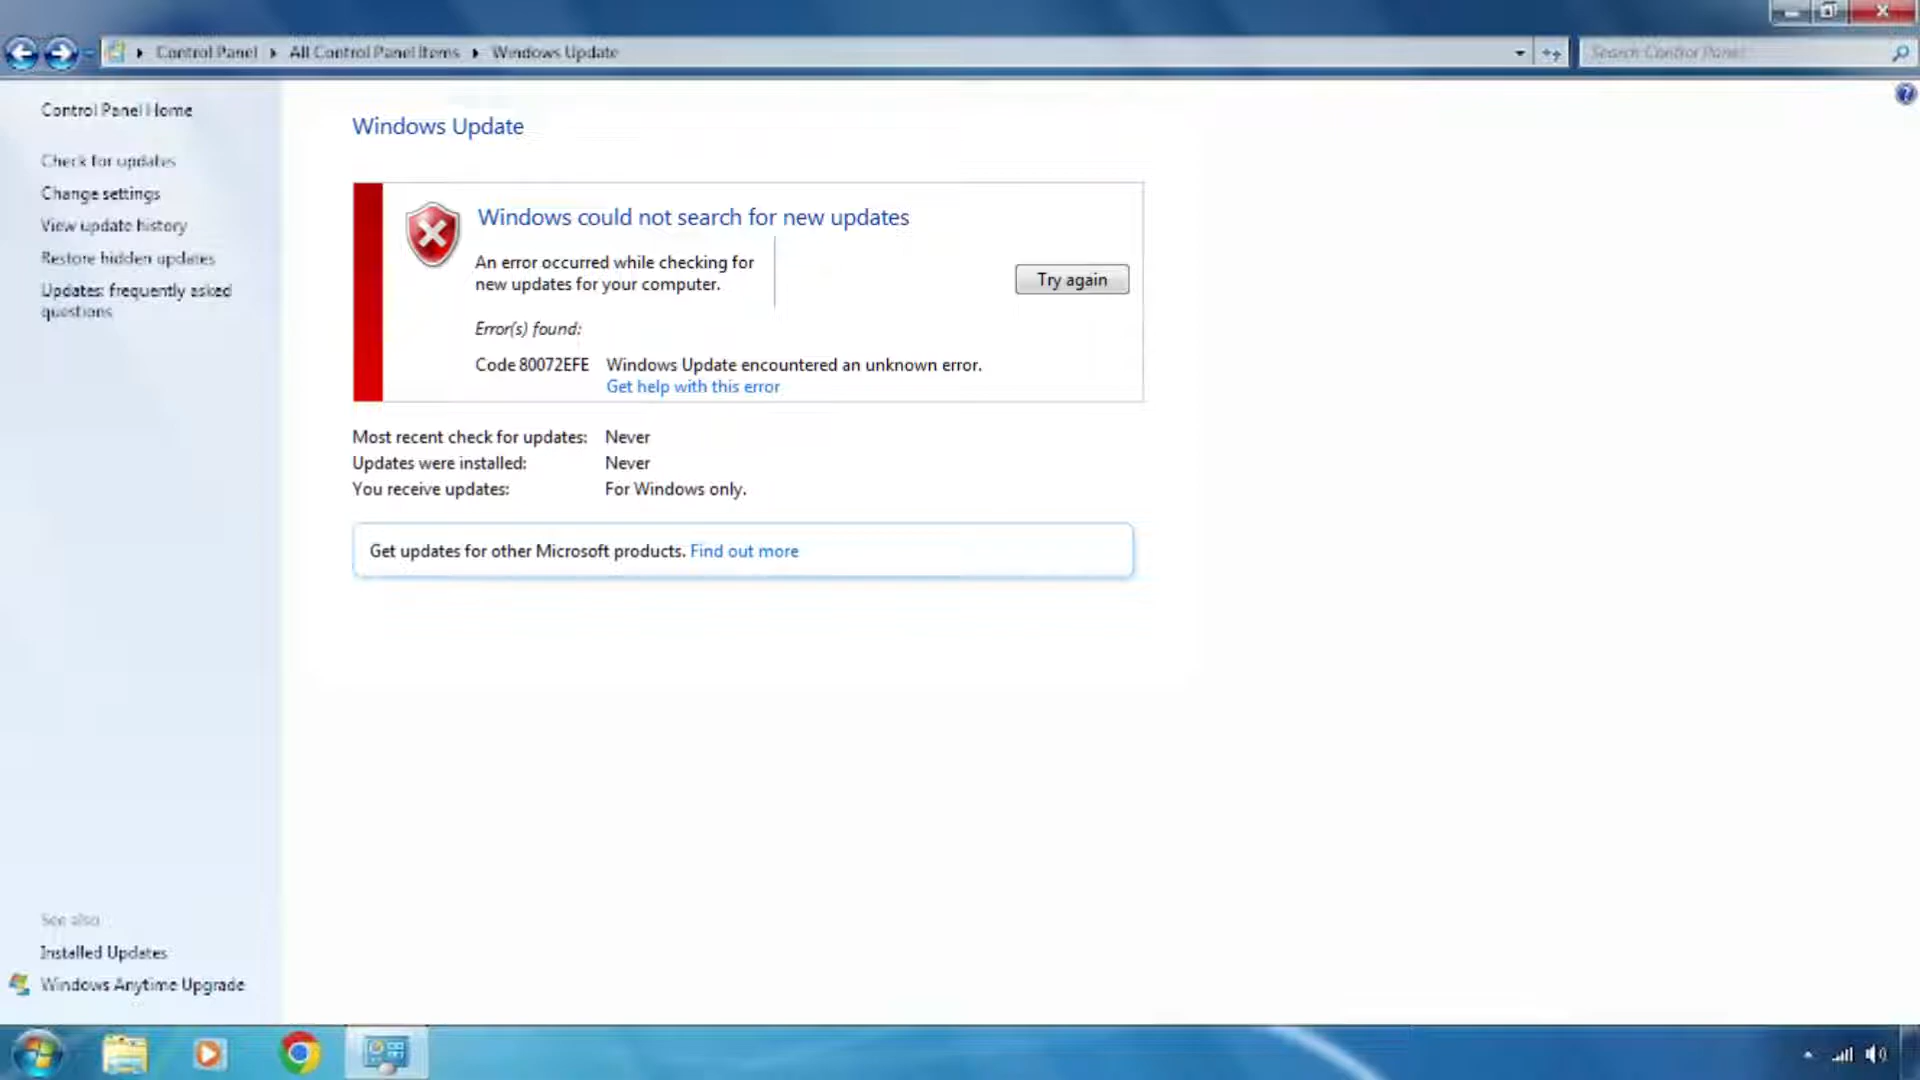 Control Panel
All Control Panel Items
Windows Update
Search Control Panel
Control Panel Home
Check for updates
Change settings
View update history
Restore hidden updates
Updates: frequently asked
questions
Windows Update
Windows could not search for new updates
An error occurred while checking for
new updates for your computer.
Try again
Error(s) found:
Code 80072EFE Windows Update encountered an unknown error.
Get help with this error
Most recent check for updates: Never
Updates were installed: Never
You receive updates: For Windows only.
Get updates for other Microsoft products. Find out more
See also
Installed Updates
Windows Anytime Upgrade